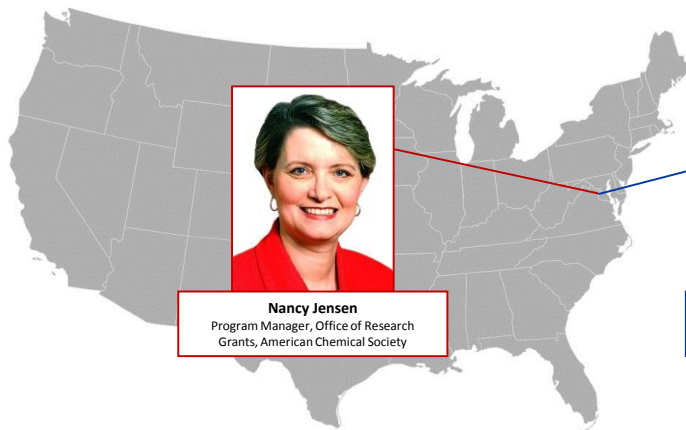 Nancy Jensen
Program Manager, Office of Research
Grants, American Chemical Society